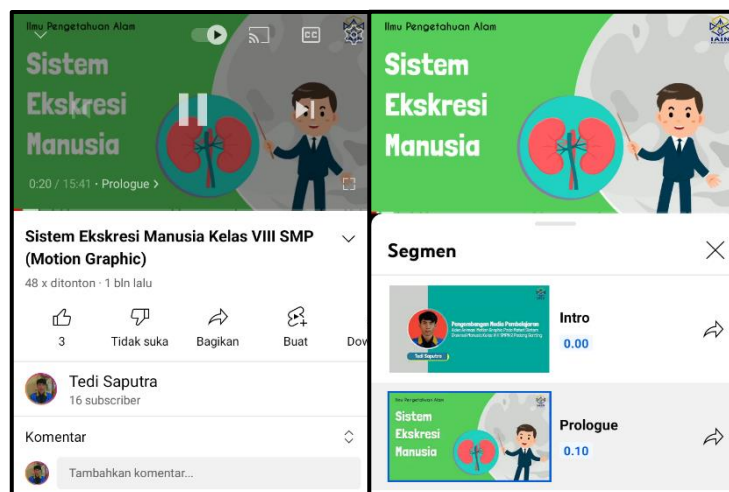 Ilmu Pengetahuan Alam
Sistem
Ekskresi
Manusia
0:20 / 15:41 • Prologue >
Sistem Ekskresi Manusia Kelas VIII SMP
(Motion Graphic)
48 x ditonton · 1 bln lalu
3 Tidak suka Bagikan Buat Dow
Tedi Saputra
16 subscriber
Komentar
Tambahkan komentar...
Ilmu Pengetahuan Alam
IAIN
Sistem
Ekskresi
Manusia
Segmen
Pengembangan Media Pembelajaran
Tedi Saputra
Intro
0.00
Ilmu Pengetahuan Alam
Sistem
Ekskresi
Manusia
Prologue
0.10